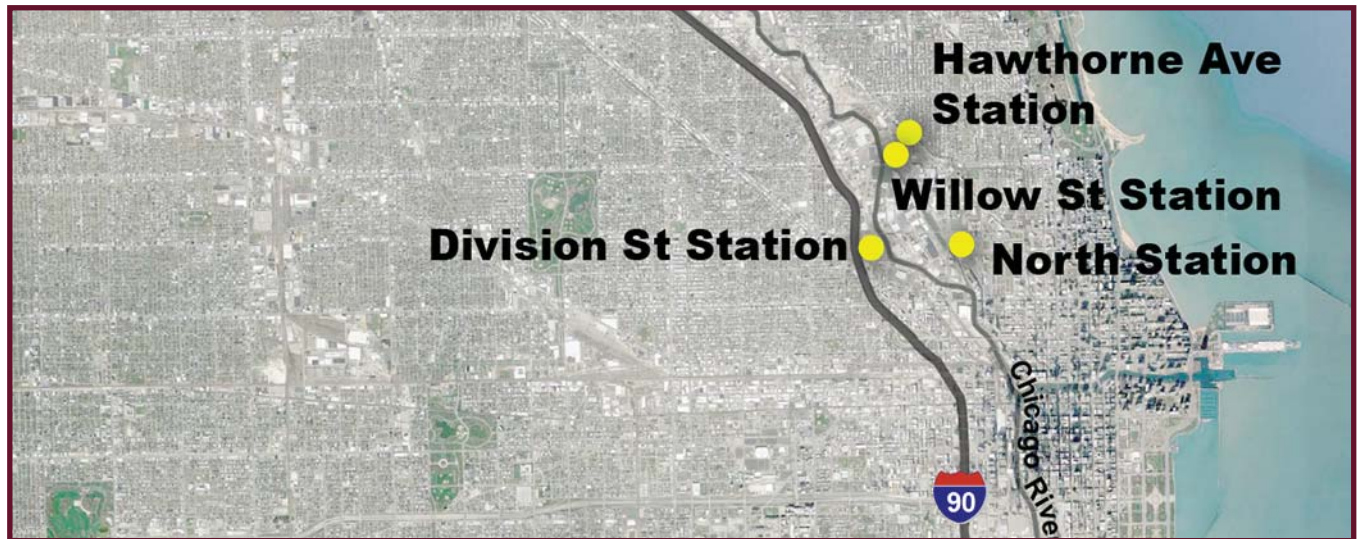 Hawthorne Ave
Station
Willow St Station
Division St Station
North Station
Chicago River
90